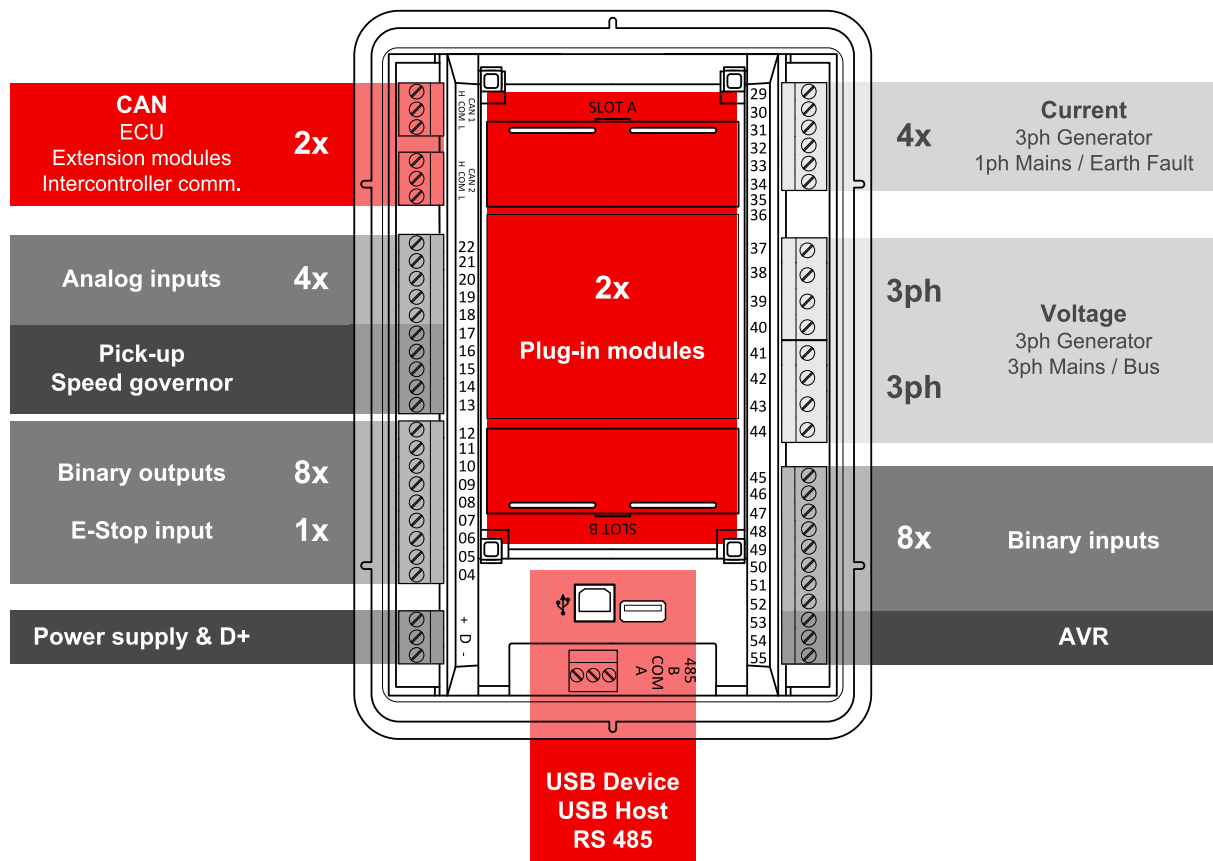 CAN
ECU
Extension modules
Intercontroller comm.
2x
Analog inputs
4x
Pick-up
Speed governor
Binary outputs
8x
E-Stop input
1x
Power supply & D+
H COM L
CAN 1
H COM L
CAN 2
22
21
20
19
18
17
16
15
14
13
12
11
10
09
08
07
06
05
04
+
D
-
SLOT A
2x
Plug-in modules
SLOT B
485
B
COM
A
USB Device
USB Host
RS 485
29
30
31
32
33
34
35
36
37
38
39
40
41
42
43
44
45
46
47
48
49
50
51
52
53
54
55
4x
Current
3ph Generator
1ph Mains / Earth Fault
3ph
3ph
Voltage
3ph Generator
3ph Mains / Bus
8x
Binary inputs
AVR